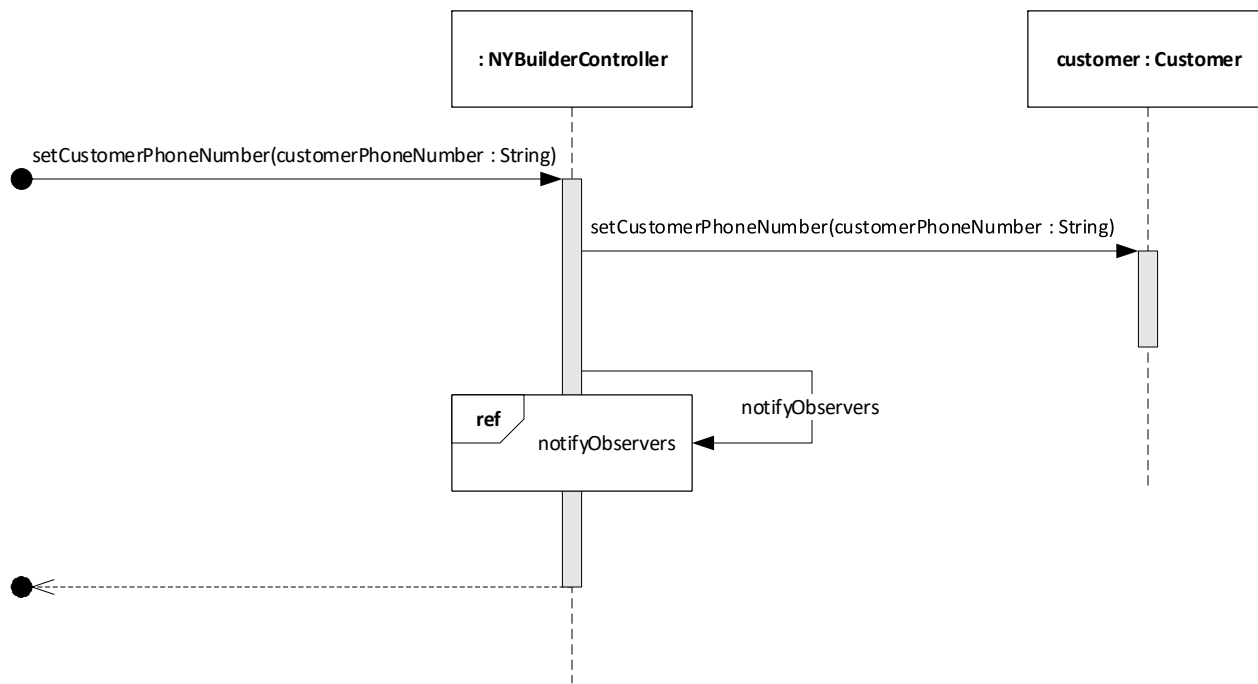 : NYBuilderController
customer : Customer
setCustomerPhoneNumber(customerPhoneNumber : String)
setCustomerPhoneNumber(customerPhoneNumber : String)
notifyObservers
ref
notifyObservers